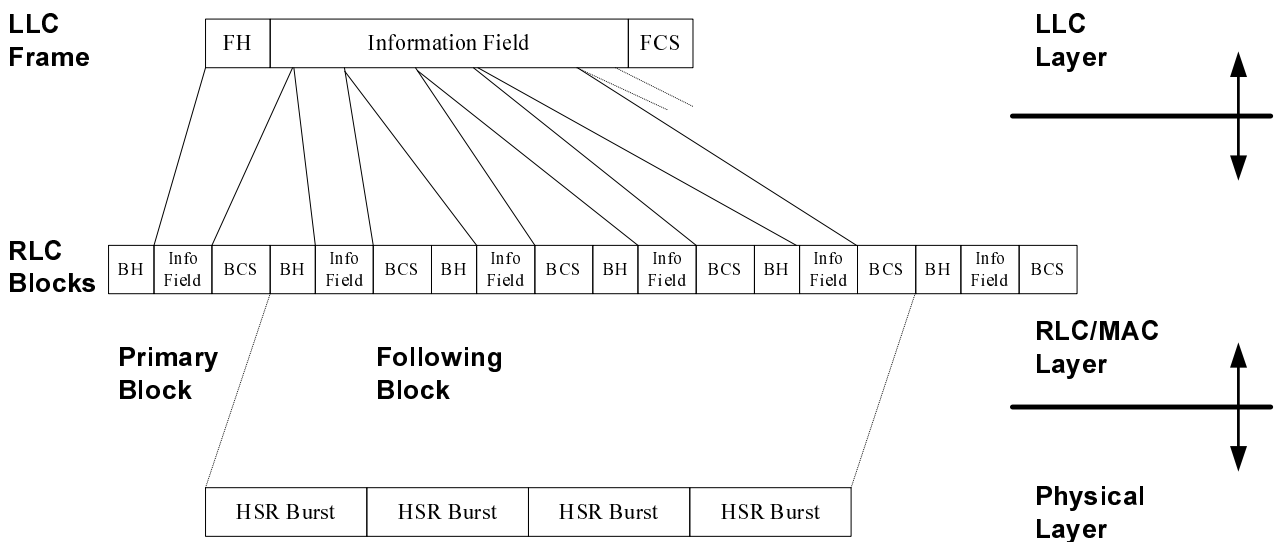 LLC
Frame
FH
Information Field
FCS
LLC
Layer
RLC
Blocks
BH
Info
Field
BCS
BH
Info
Field
BCS
BH
Info
Field
BCS
BH
Info
Field
BCS
BH
Info
Field
BCS
BH
Info
Field
BCS
Primary
Block
Following
Block
RLC/MAC
Layer
HSR Burst
HSR Burst
HSR Burst
HSR Burst
Physical
Layer